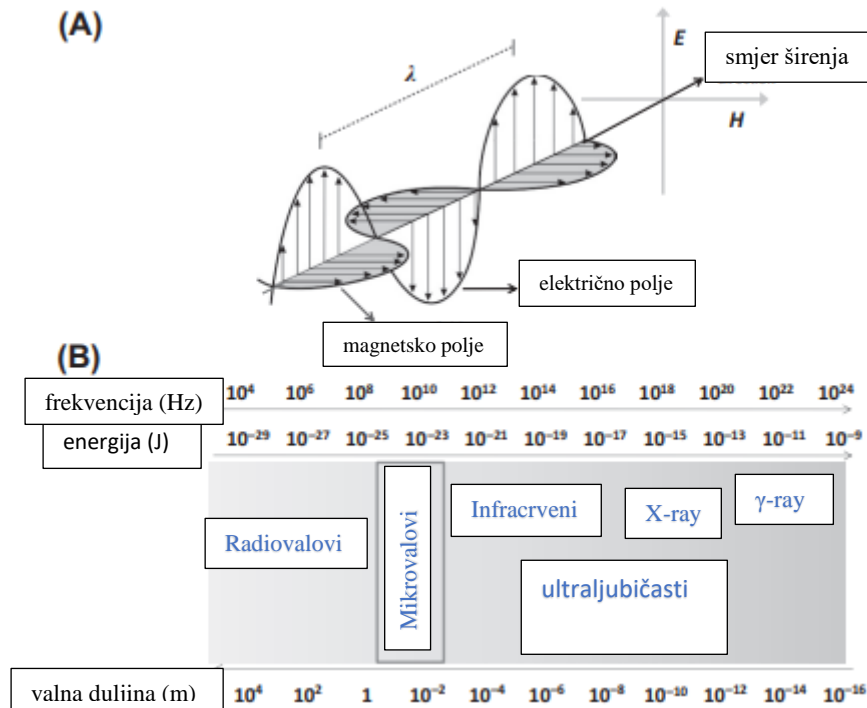 (A)
E
smjer širenja
λ
H
električno polje
magnetsko polje
(B)
frekvencija (Hz) 10⁴ 10⁶ 10⁸ 10¹⁰ 10¹² 10¹⁴ 10¹⁶ 10¹⁸ 10²⁰ 10²² 10²⁴
energija (J) 10⁻²⁹ 10⁻²⁷ 10⁻²⁵ 10⁻²³ 10⁻²¹ 10⁻¹⁹ 10⁻¹⁷ 10⁻¹⁵ 10⁻¹³ 10⁻¹¹ 10⁻⁹
Radiovalovi
Mikrovalovi
Infracrveni
X-ray
γ-ray
ultraljubičasti
valna duljina (m) 10⁴ 10² 1 10⁻² 10⁻⁴ 10⁻⁶ 10⁻⁸ 10⁻¹⁰ 10⁻¹² 10⁻¹⁴ 10⁻¹⁶